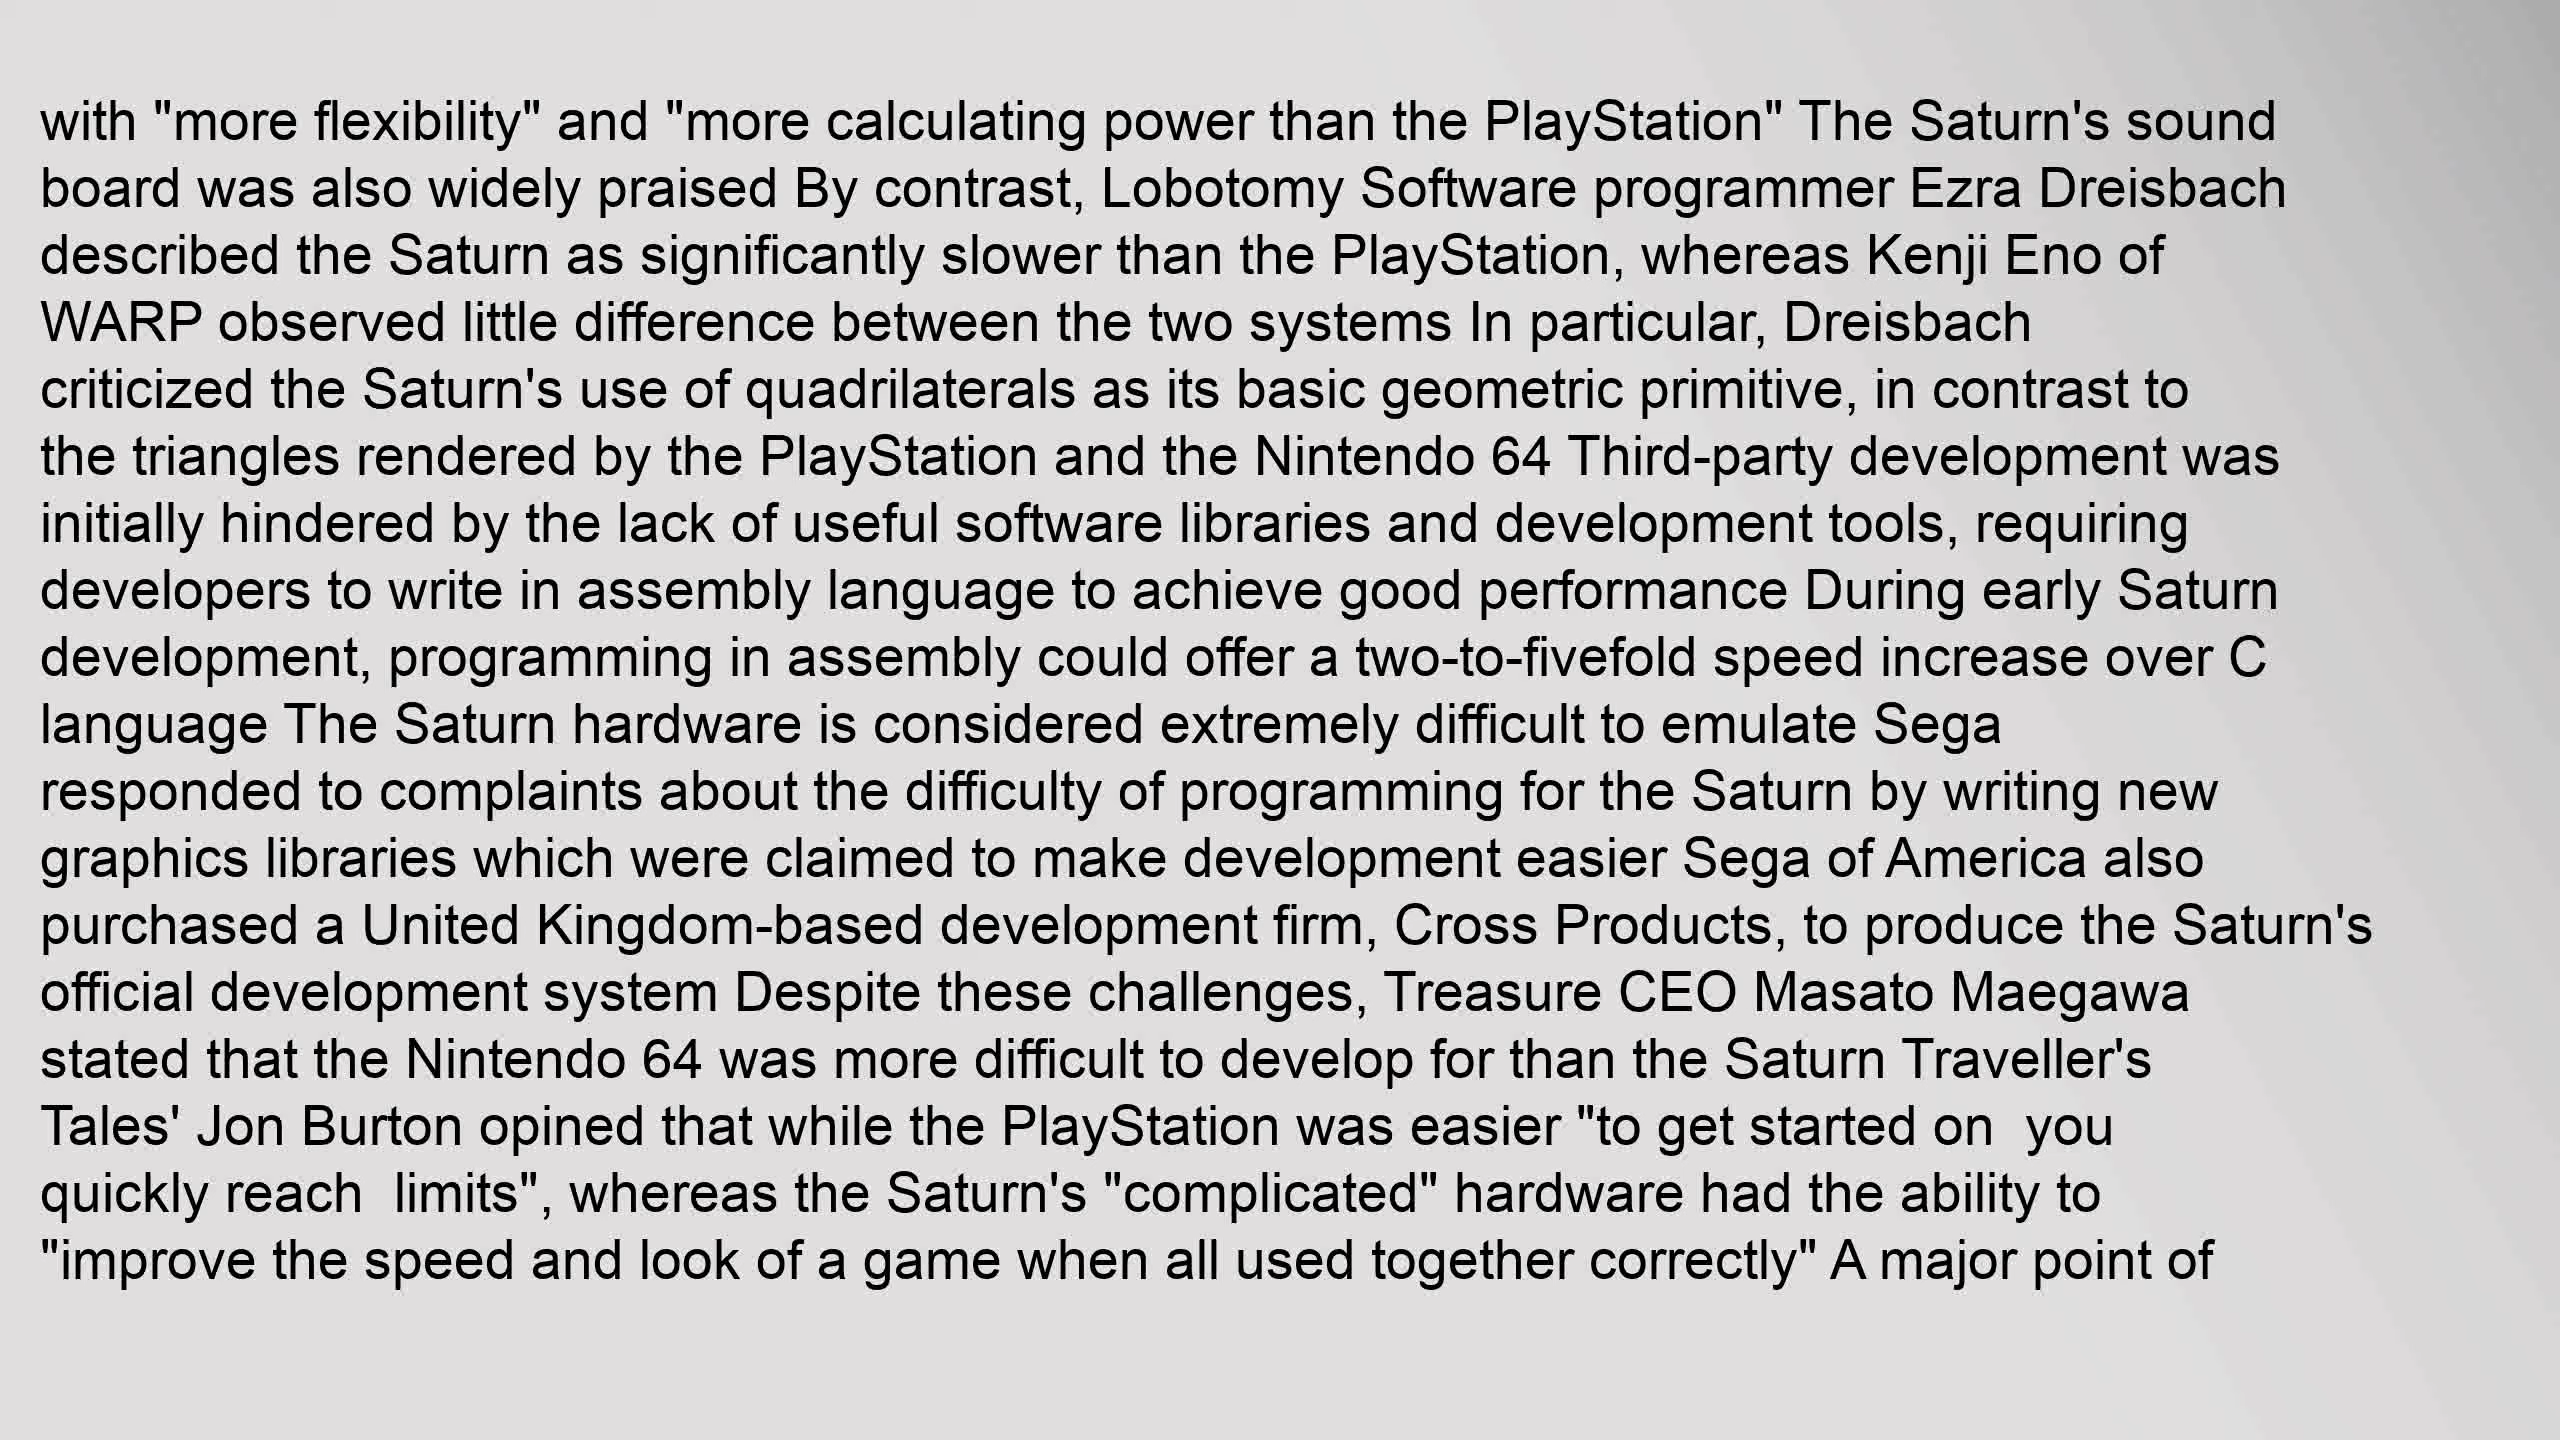 with "more flexibility" and "more calculating power than the PlayStation" The Saturn's sound
board was also widely praised By contrast, Lobotomy Software programmer Ezra Dreisbach
described the Saturn as significantly slower than the PlayStation, whereas Kenji Eno of
WARP observed little difference between the two systems In particular, Dreisbach
criticized the Saturn's use of quadrilaterals as its basic geometric primitive, in contrast to
the triangles rendered by the PlayStation and the Nintendo 64 Third-party development was
initially hindered by the lack of useful software libraries and development tools, requiring
developers to write in assembly language to achieve good performance During early Saturn
development, programming in assembly could offer a two-to-fivefold speed increase over C
language The Saturn hardware is considered extremely difficult to emulate Sega
responded to complaints about the difficulty of programming for the Saturn by writing new
graphics libraries which were claimed to make development easier Sega of America also
purchased a United Kingdom-based development firm, Cross Products, to produce the Saturn's
official development system Despite these challenges, Treasure CEO Masato Maegawa
stated that the Nintendo 64 was more difficult to develop for than the Saturn Traveller's
Tales' Jon Burton opined that while the PlayStation was easier "to get started on  you
quickly reach  limits", whereas the Saturn's "complicated" hardware had the ability to
"improve the speed and look of a game when all used together correctly" A major point of